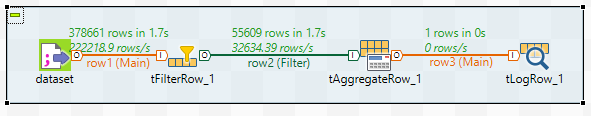 378661 rows in 1.7s
222218.9 rows/s
row1 (Main)
55609 rows in 1.7s
32634.39 rows/s
row2 (Filter)
1 rows in 0s
0 rows/s
row3 (Main)
dataset
tFilterRow_1
tAggregateRow_1
tLogRow_1